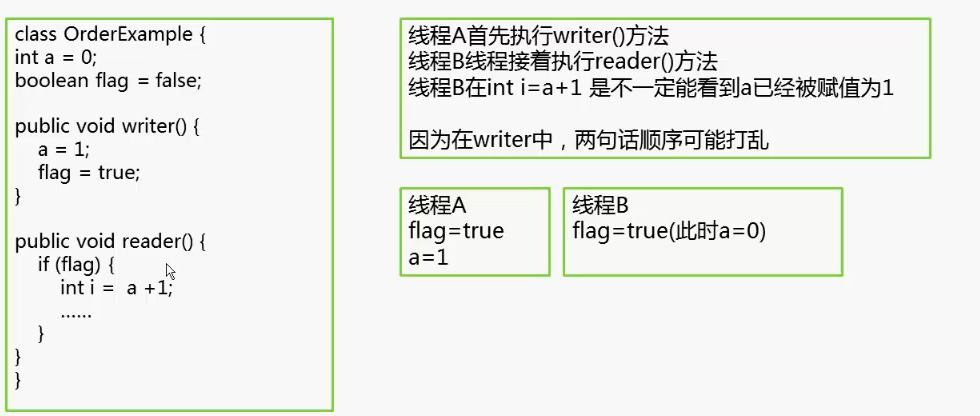 class OrderExample {
int a = 0;
boolean flag = false;
public void writer() {
a = 1;
flag = true;
}
public void reader() {
if (flag) {
int i = a +1;
......
}
}
}
线程A首先执行writer()方法
线程B线程接着执行reader()方法
线程B在int i=a+1 是不一定能看到a已经被赋值为1
因为在writer中，两句话顺序可能打乱
线程A
flag=true
a=1
线程B
flag=true(此时a=0)